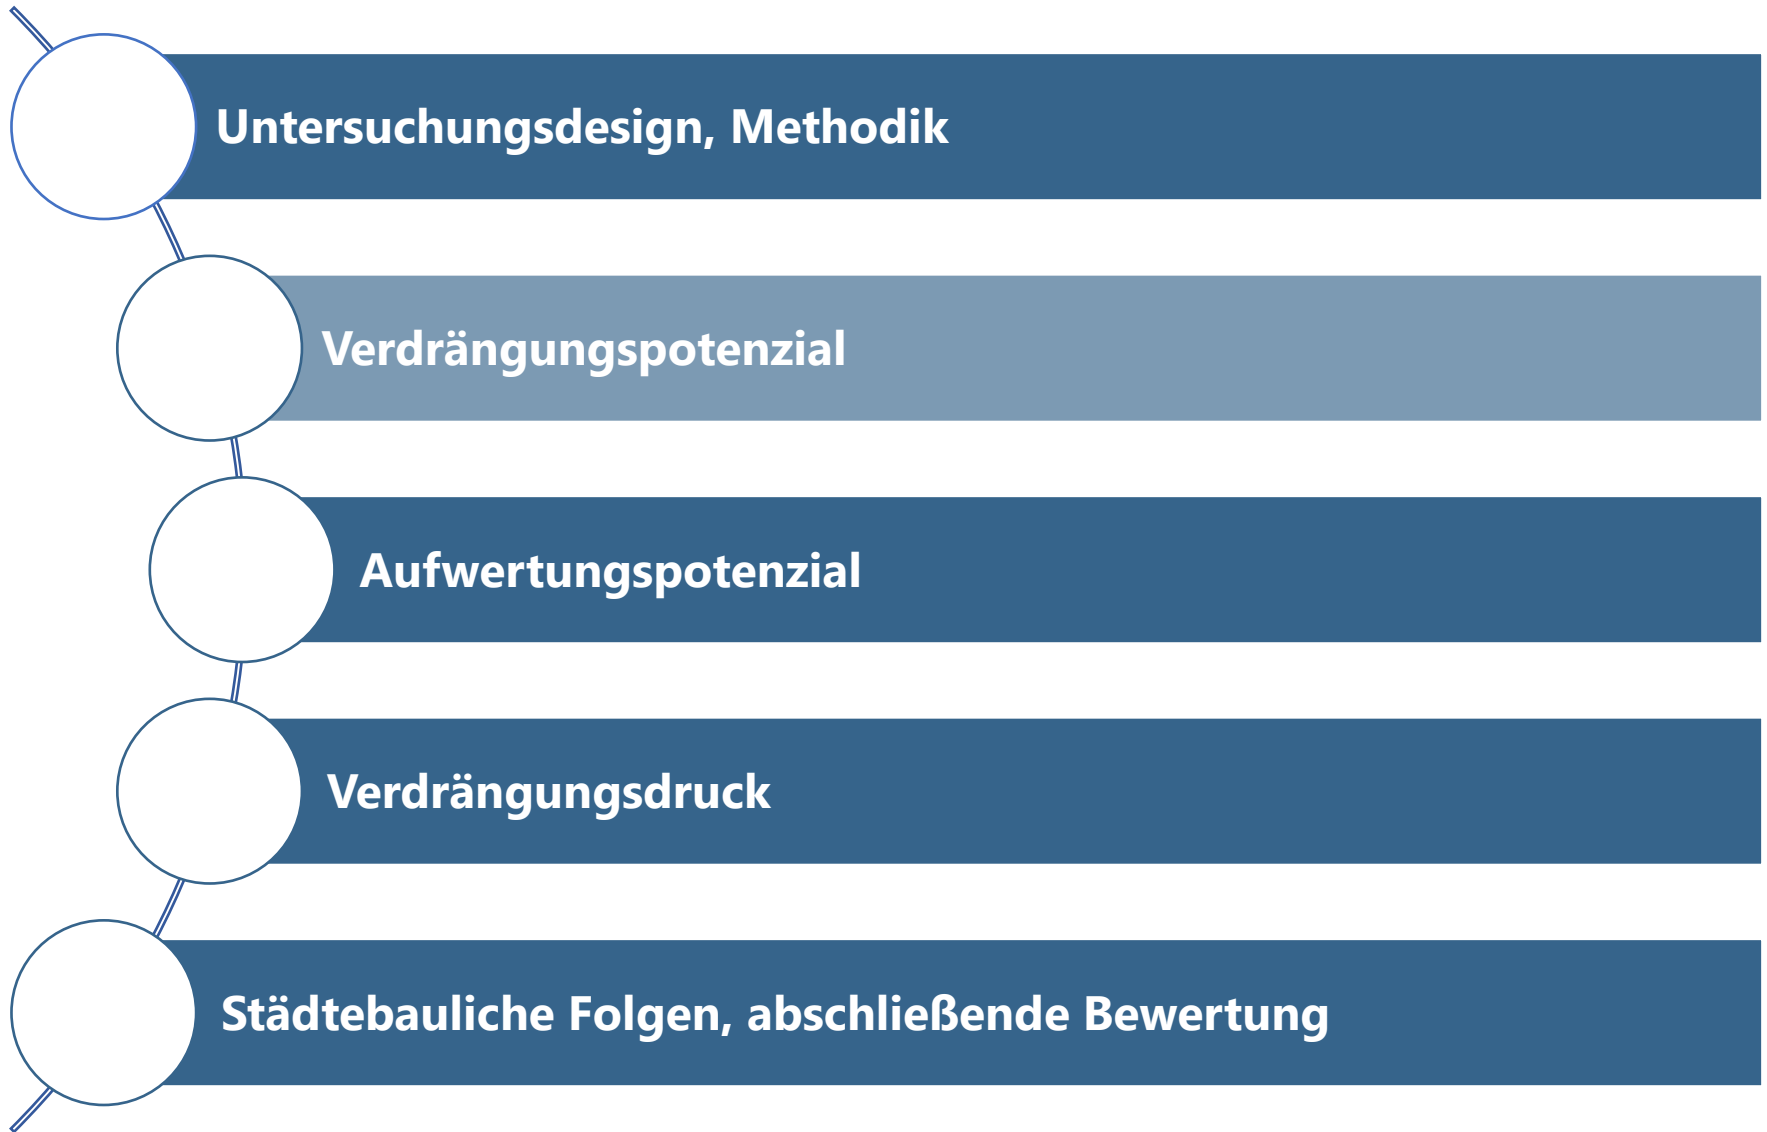 Untersuchungsdesign, Methodik
Verdrängungspotenzial
Aufwertungspotenzial
Verdrängungsdruck
Städtebauliche Folgen, abschließende Bewertung